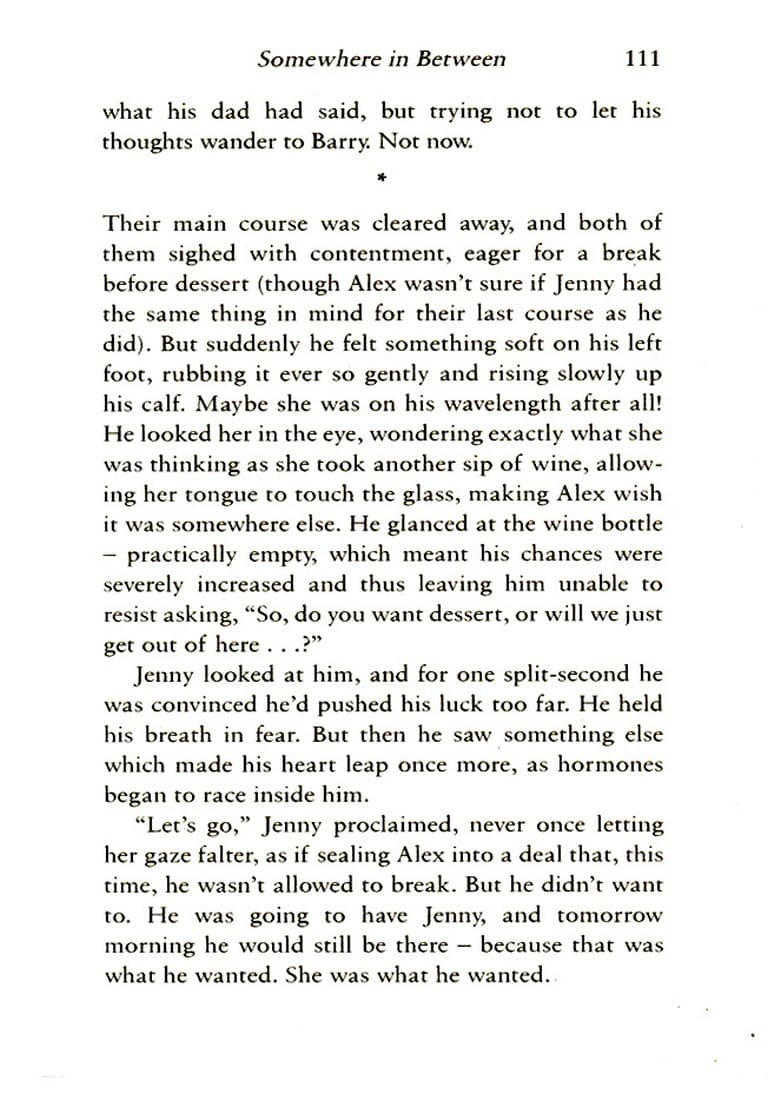 Somewhere in Between 111
what his dad had said, but trying not to let his
thoughts wander to Barry. Not now.
*
Their main course was cleared away, and both of
them sighed with contentment, eager for a break
before dessert (though Alex wasn't sure if Jenny had
the same thing in mind for their last course as he
did). But suddenly he felt something soft on his left
foot, rubbing it ever so gently and rising slowly up
his calf. Maybe she was on his wavelength after all!
He looked her in the eye, wondering exactly what she
was thinking as she took another sip of wine, allow-
ing her tongue to touch the glass, making Alex wish
it was somewhere else. He glanced at the wine bottle
– practically empty, which meant his chances were
severely increased and thus leaving him unable to
resist asking, “So, do you want dessert, or will we just
get out of here . . .?”
Jenny looked at him, and for one split-second he
was convinced he'd pushed his luck too far. He held
his breath in fear. But then he saw something else
which made his heart leap once more, as hormones
began to race inside him.
“Let's go,” Jenny proclaimed, never once letting
her gaze falter, as if sealing Alex into a deal that, this
time, he wasn't allowed to break. But he didn't want
to. He was going to have Jenny, and tomorrow
morning he would still be there – because that was
what he wanted. She was what he wanted.